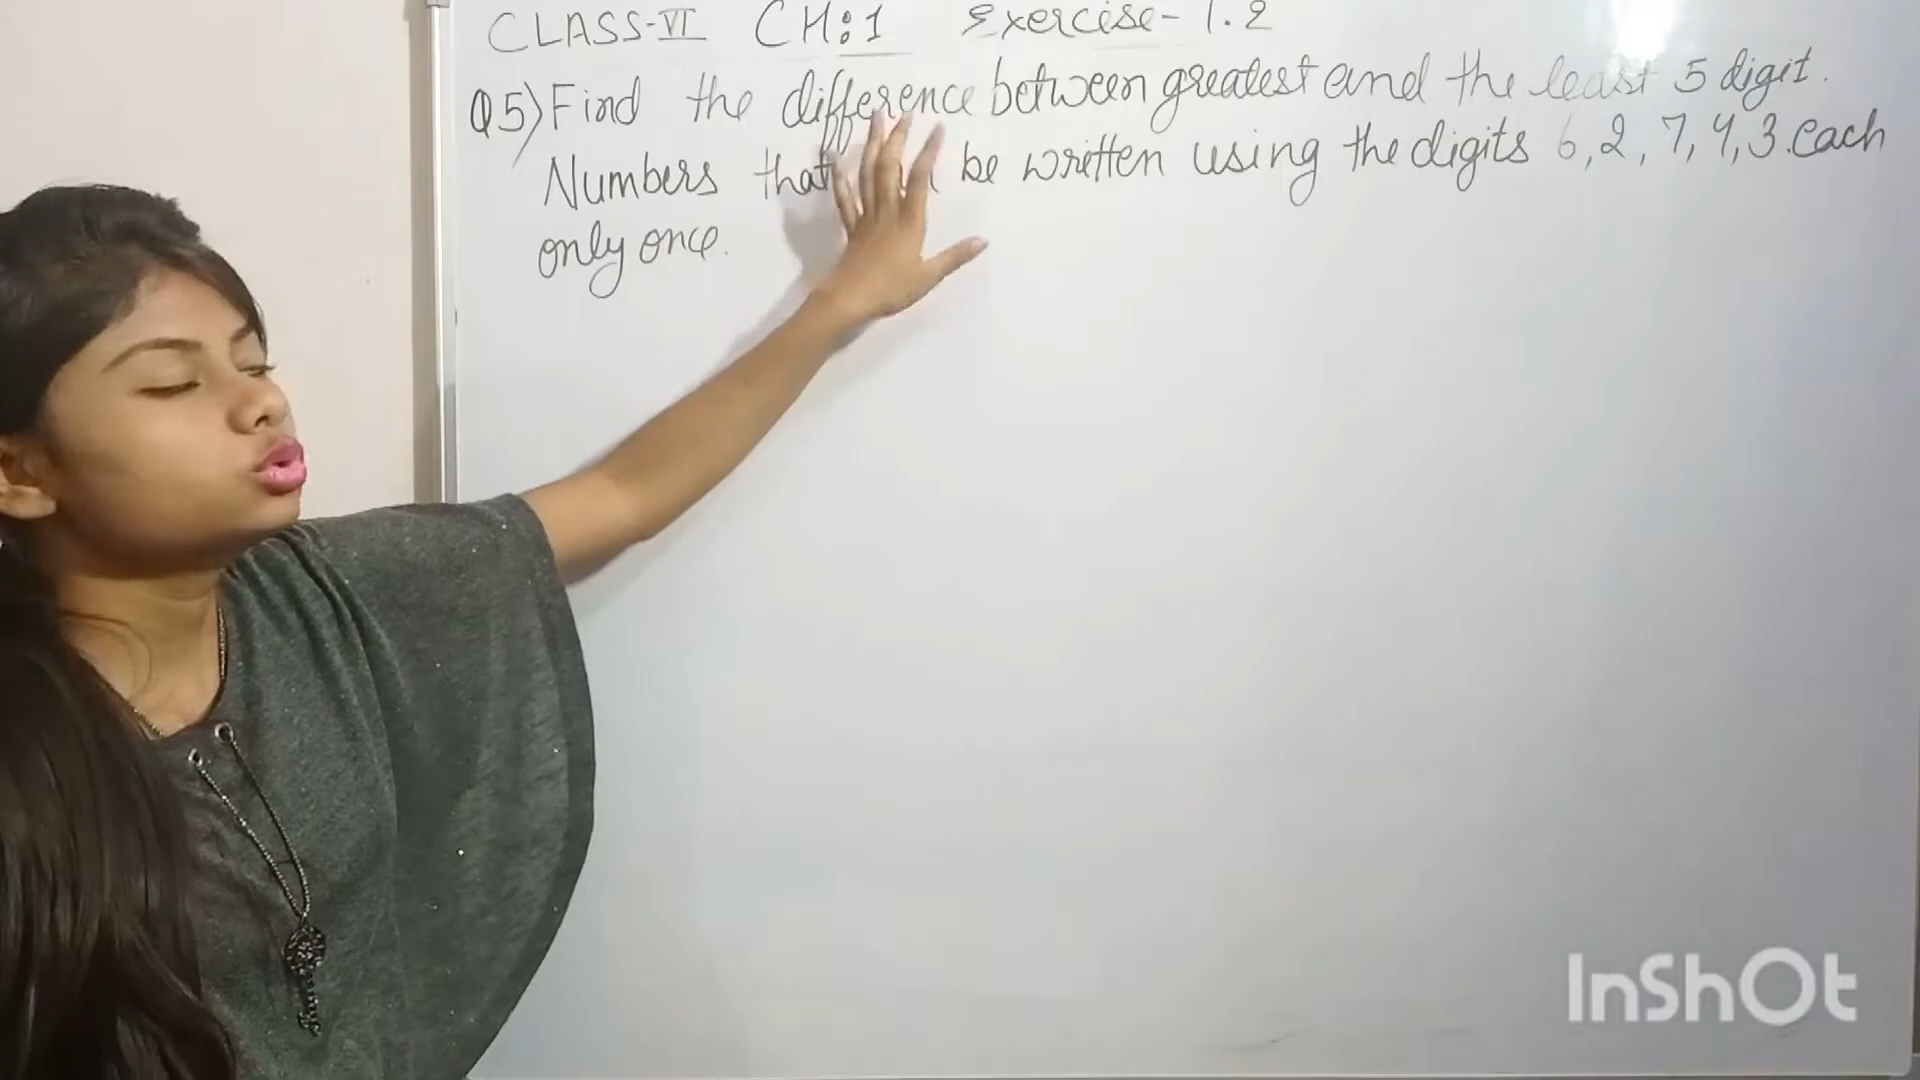 CLASS-VI CH:1 Exercise-1.2
Q5) Find the difference between greatest and the least 5 digit.
Numbers that be written using the digits 6, 2, 7, 4, 3. each
only once.
InShOt